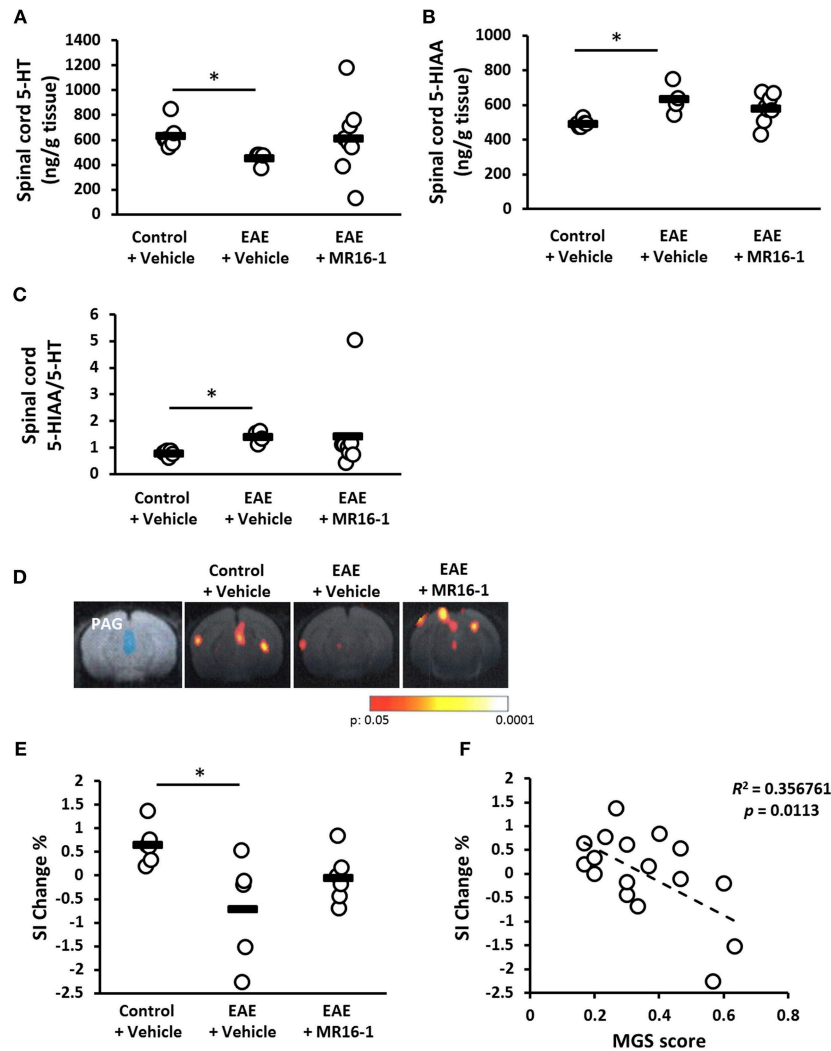 A
Spinal cord 5-HT
(ng/g tissue)
1400
1200
1000
800
600
400
200
0
*
Control
+ Vehicle
EAE
+ Vehicle
EAE
+ MR16-1
B
Spinal cord 5-HIAA
(ng/g tissue)
1000
800
600
400
200
0
*
Control
+ Vehicle
EAE
+ Vehicle
EAE
+ MR16-1
C
Spinal cord
5-HIAA/5-HT
6
5
4
3
2
1
0
*
Control
+ Vehicle
EAE
+ Vehicle
EAE
+ MR16-1
D
Control
+ Vehicle
EAE
+ Vehicle
EAE
+ MR16-1
PAG
p: 0.05
0.0001
E
SI Change %
2
1.5
1
0.5
0
-0.5
-1
-1.5
-2
-2.5
*
Control
+ Vehicle
EAE
+ Vehicle
EAE
+ MR16-1
F
SI Change %
2
1.5
1
0.5
0
-0.5
-1
-1.5
-2
-2.5
R² = 0.356761
p = 0.0113
0
0.2
0.4
0.6
0.8
MGS score